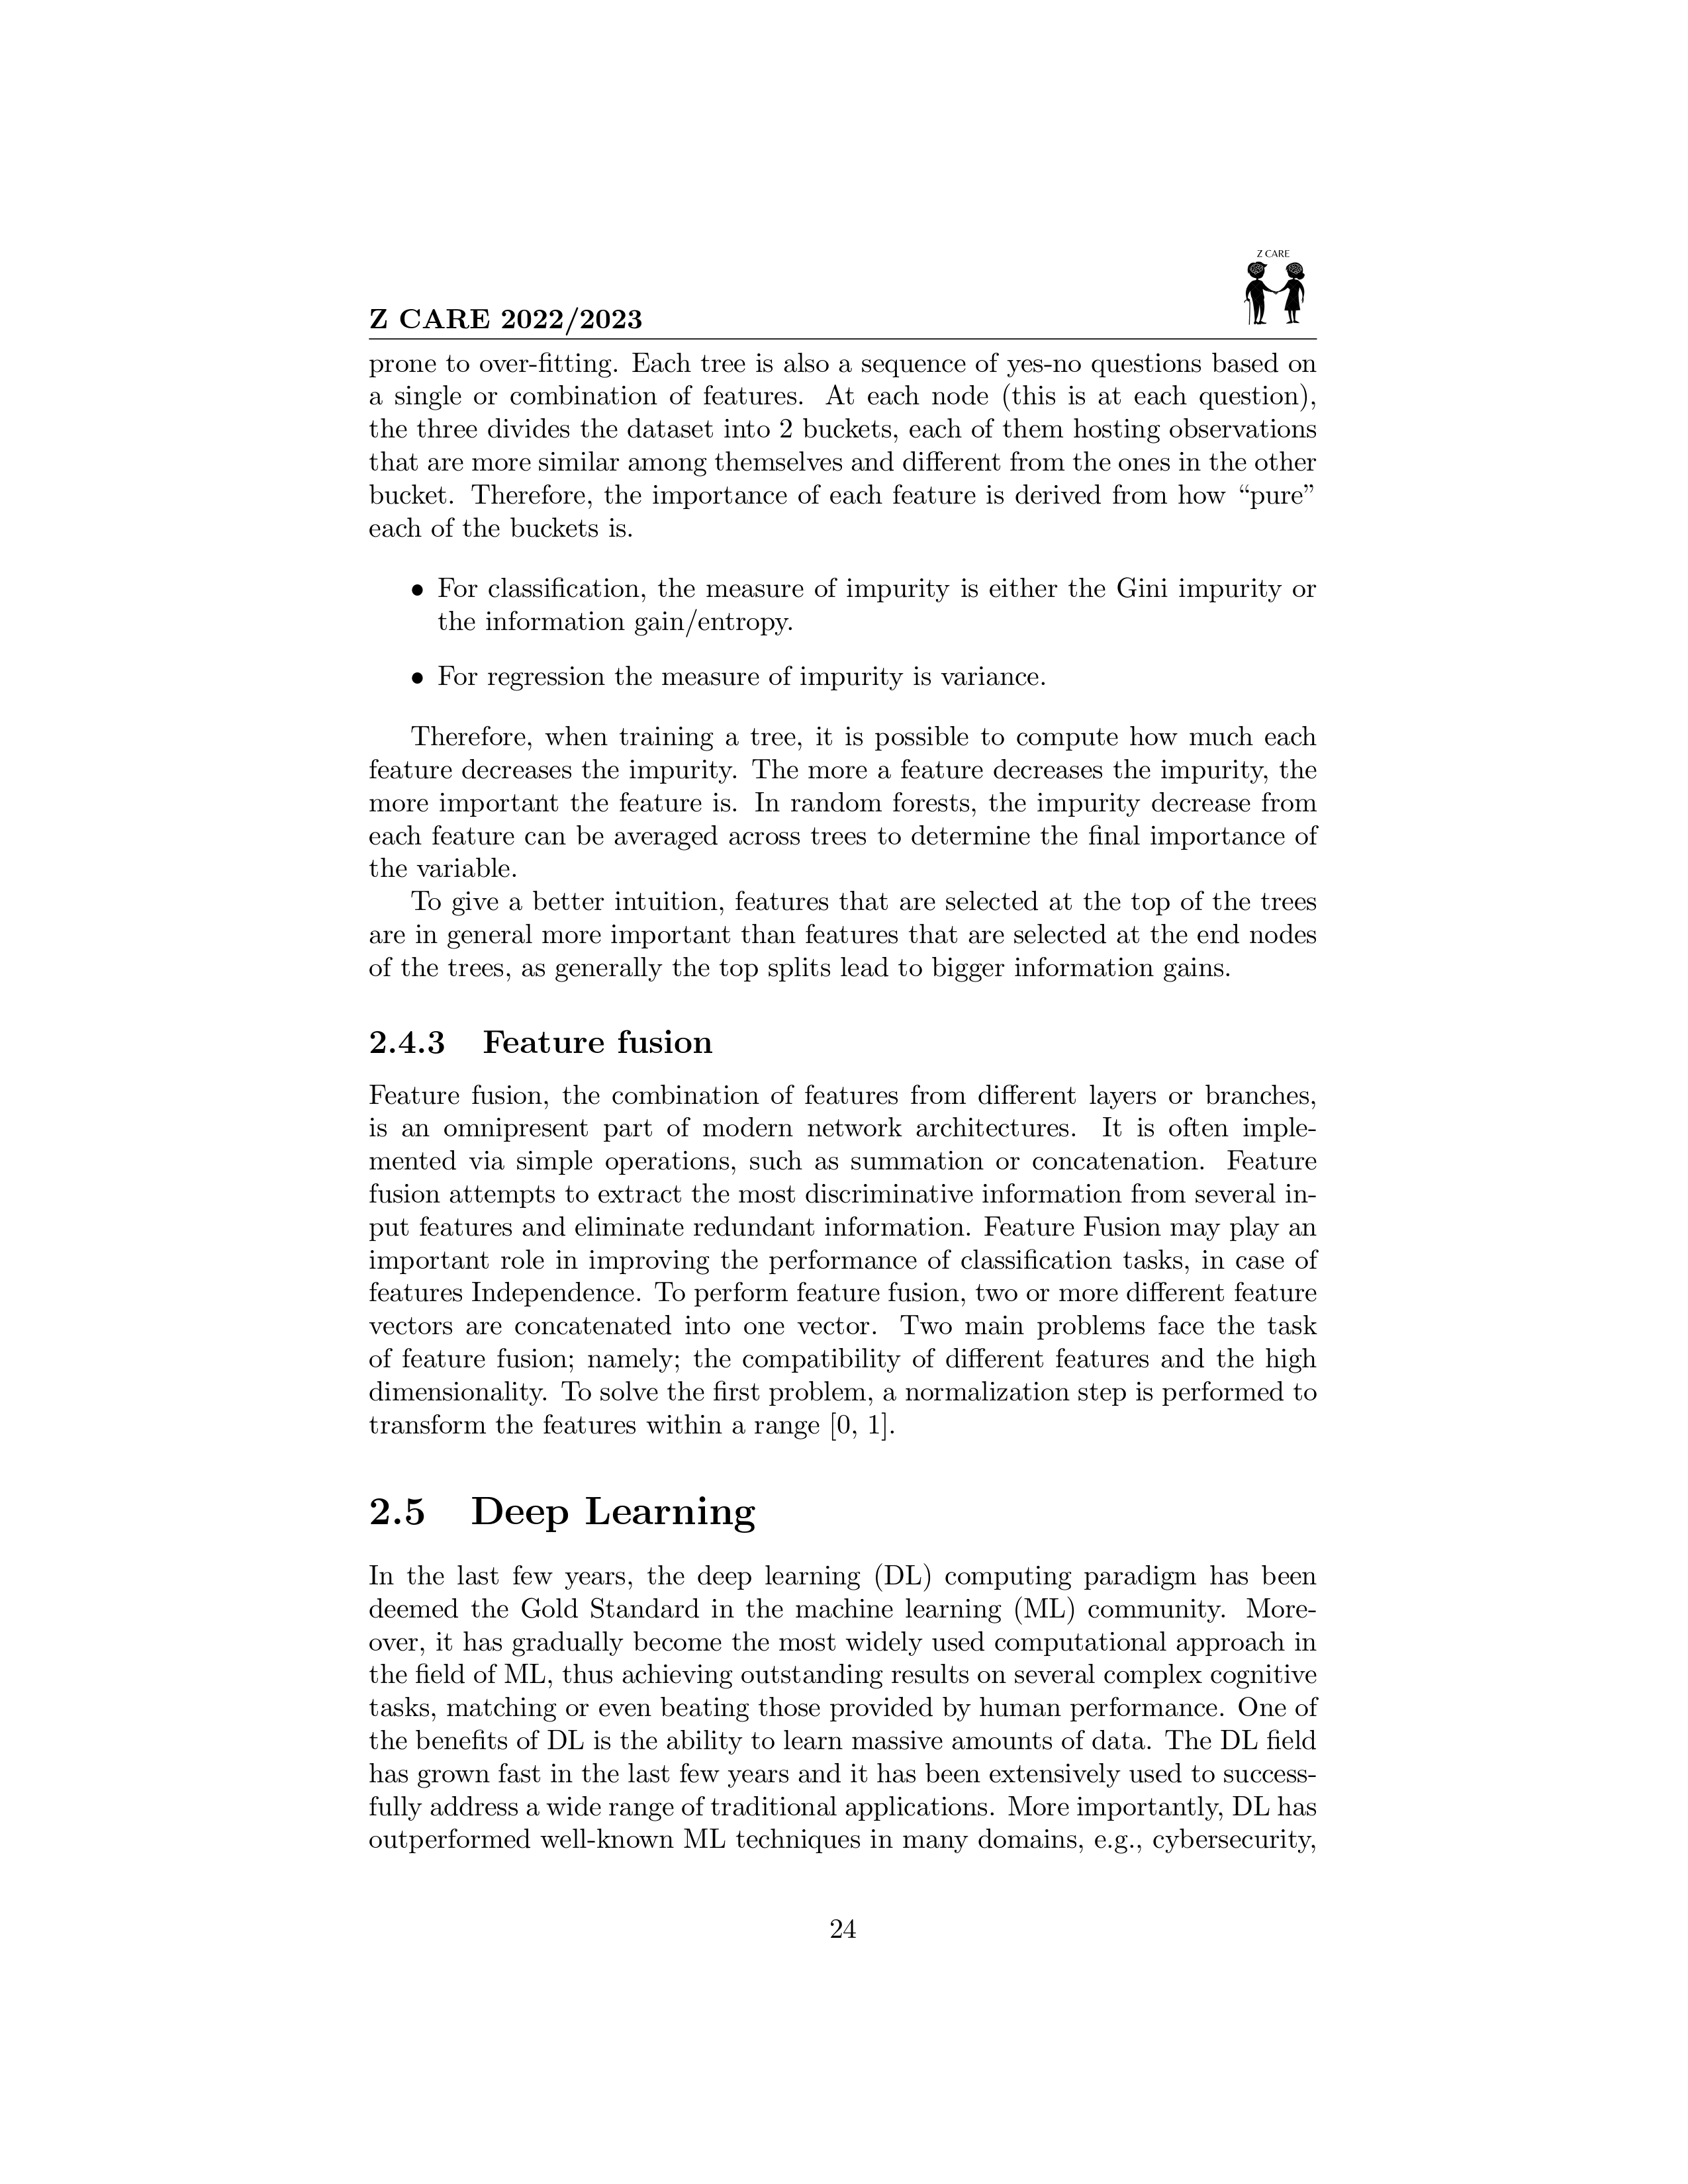 Z CARE
Z CARE 2022/2023
prone to over-fitting. Each tree is also a sequence of yes-no questions based on
a single or combination of features. At each node (this is at each question),
the three divides the dataset into 2 buckets, each of them hosting observations
that are more similar among themselves and different from the ones in the other
bucket. Therefore, the importance of each feature is derived from how “pure”
each of the buckets is.
• For classification, the measure of impurity is either the Gini impurity or
the information gain/entropy.
• For regression the measure of impurity is variance.
Therefore, when training a tree, it is possible to compute how much each
feature decreases the impurity. The more a feature decreases the impurity, the
more important the feature is. In random forests, the impurity decrease from
each feature can be averaged across trees to determine the final importance of
the variable.
To give a better intuition, features that are selected at the top of the trees
are in general more important than features that are selected at the end nodes
of the trees, as generally the top splits lead to bigger information gains.
2.4.3 Feature fusion
Feature fusion, the combination of features from different layers or branches,
is an omnipresent part of modern network architectures. It is often imple-
mented via simple operations, such as summation or concatenation. Feature
fusion attempts to extract the most discriminative information from several in-
put features and eliminate redundant information. Feature Fusion may play an
important role in improving the performance of classification tasks, in case of
features Independence. To perform feature fusion, two or more different feature
vectors are concatenated into one vector. Two main problems face the task
of feature fusion; namely; the compatibility of different features and the high
dimensionality. To solve the first problem, a normalization step is performed to
transform the features within a range [0, 1].
2.5 Deep Learning
In the last few years, the deep learning (DL) computing paradigm has been
deemed the Gold Standard in the machine learning (ML) community. More-
over, it has gradually become the most widely used computational approach in
the field of ML, thus achieving outstanding results on several complex cognitive
tasks, matching or even beating those provided by human performance. One of
the benefits of DL is the ability to learn massive amounts of data. The DL field
has grown fast in the last few years and it has been extensively used to success-
fully address a wide range of traditional applications. More importantly, DL has
outperformed well-known ML techniques in many domains, e.g., cybersecurity,
24